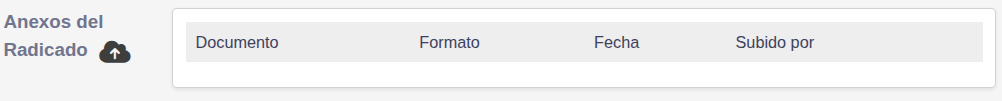 Anexos del
Radicado
Documento Formato Fecha Subido por